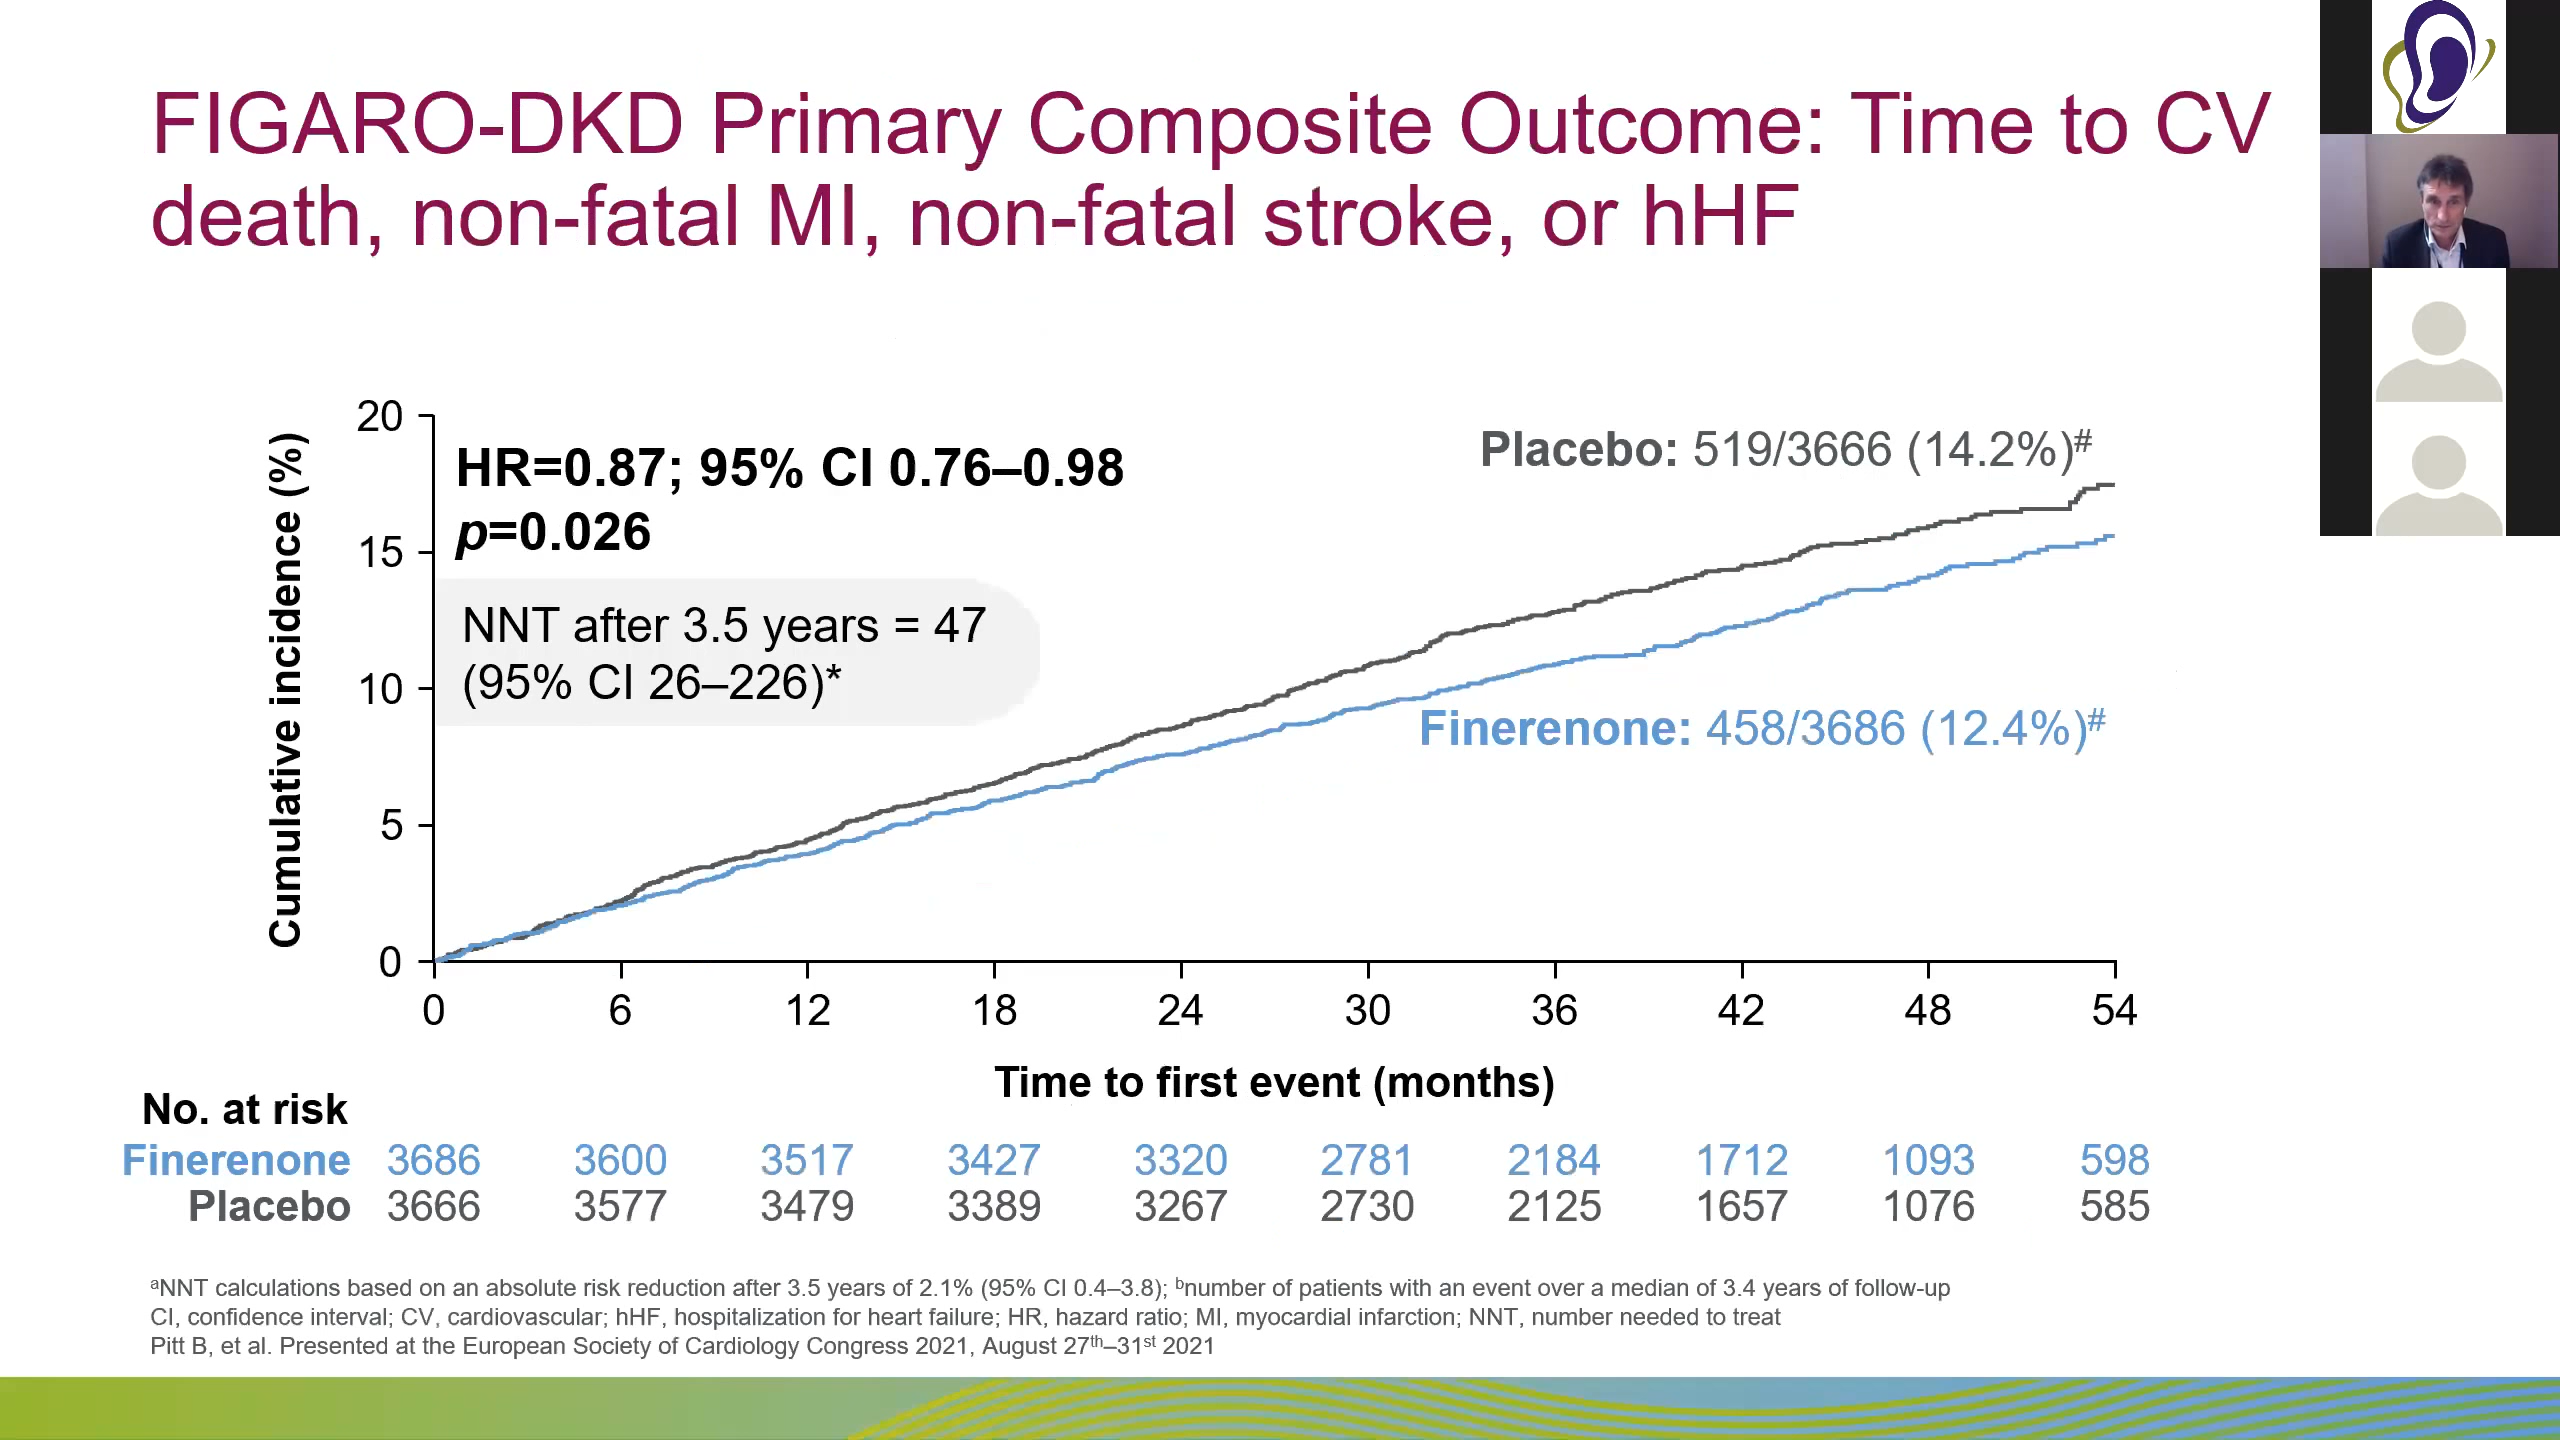 FIGARO-DKD Primary Composite Outcome: Time to CV
death, non-fatal MI, non-fatal stroke, or hHF
Cumulative incidence (%)
20
15
10
5
0
HR=0.87; 95% CI 0.76–0.98
p=0.026
NNT after 3.5 years = 47
(95% CI 26–226)*
Placebo: 519/3666 (14.2%)#
Finerenone: 458/3686 (12.4%)#
0 6 12 18 24 30 36 42 48 54
Time to first event (months)
No. at risk
Finerenone 3686 3600 3517 3427 3320 2781 2184 1712 1093 598
Placebo 3666 3577 3479 3389 3267 2730 2125 1657 1076 585
ᵃNNT calculations based on an absolute risk reduction after 3.5 years of 2.1% (95% CI 0.4–3.8); ᵇnumber of patients with an event over a median of 3.4 years of follow-up
CI, confidence interval; CV, cardiovascular; hHF, hospitalization for heart failure; HR, hazard ratio; MI, myocardial infarction; NNT, number needed to treat
Pitt B, et al. Presented at the European Society of Cardiology Congress 2021, August 27ᵗʰ–31ˢᵗ 2021